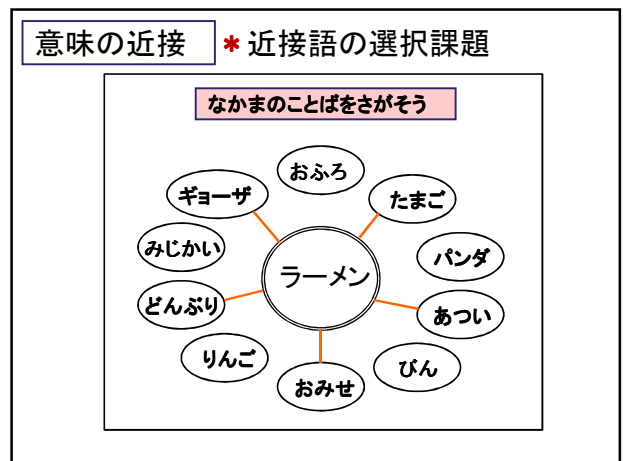 意味の近接
*近接語の選択課題
なかまのことばをさがそう
おふろ
ギョーザ
たまご
みじかい
パンダ
ラーメン
どんぶり
あつい
りんご
びん
おみせ